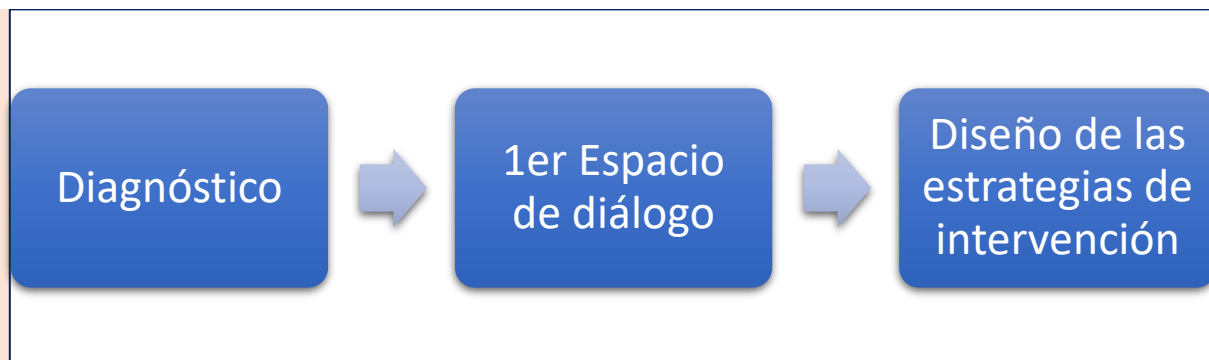 Diagnóstico
1er Espacio
de diálogo
Diseño de las
estrategias de
intervención